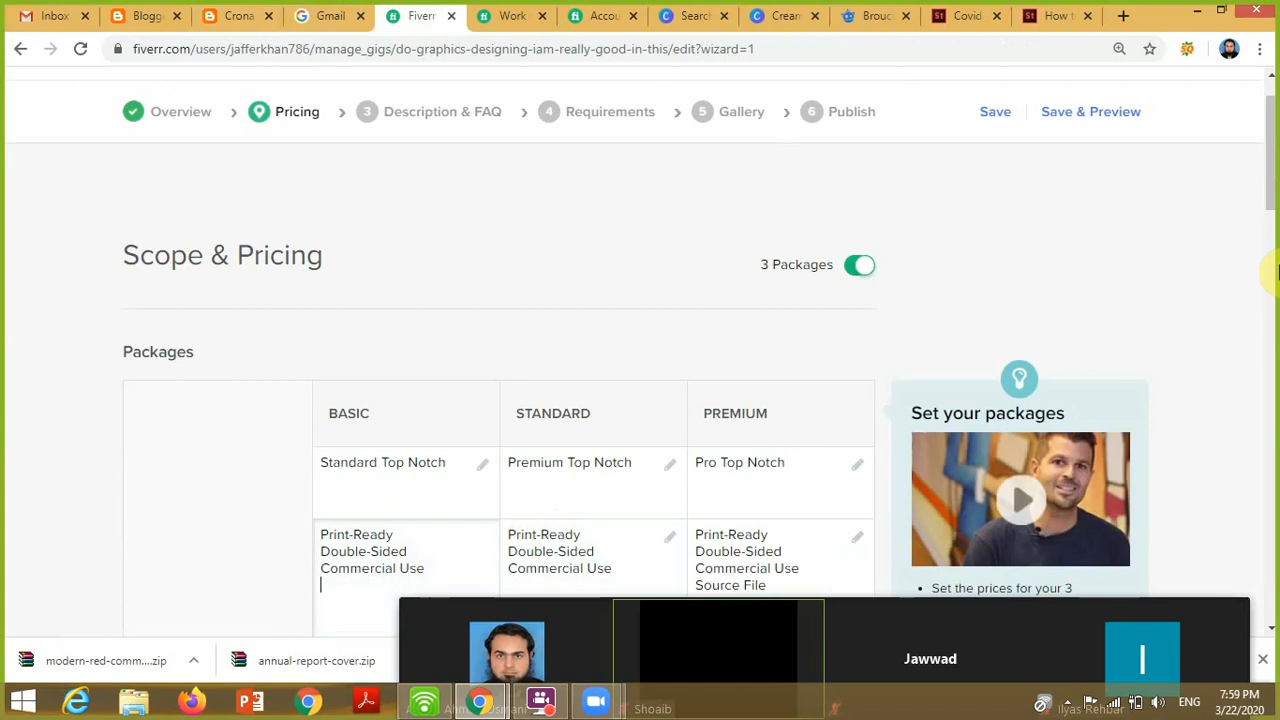 Inbox
Blogg
Crona
Gmail
Fiverr
Work
Accou
Search
Cream
Brouc
Covid
How t
fiverr.com/users/jafferkhan786/manage_gigs/do-graphics-designing-iam-really-good-in-this/edit?wizard=1
Overview
Pricing
3 Description & FAQ
4 Requirements
5 Gallery
6 Publish
Save
Save & Preview
Scope & Pricing
3 Packages
Packages
BASIC
STANDARD
PREMIUM
Set your packages
Standard Top Notch
Premium Top Notch
Pro Top Notch
Print-Ready
Double-Sided
Commercial Use
Print-Ready
Double-Sided
Commercial Use
Print-Ready
Double-Sided
Commercial Use
Source File
Set the prices for your 3
modern-red-comm....zip
annual-report-cover.zip
Jawwad
I
Shoaib
Ilyas Rehbar
ENG
7:59 PM
3/22/2020